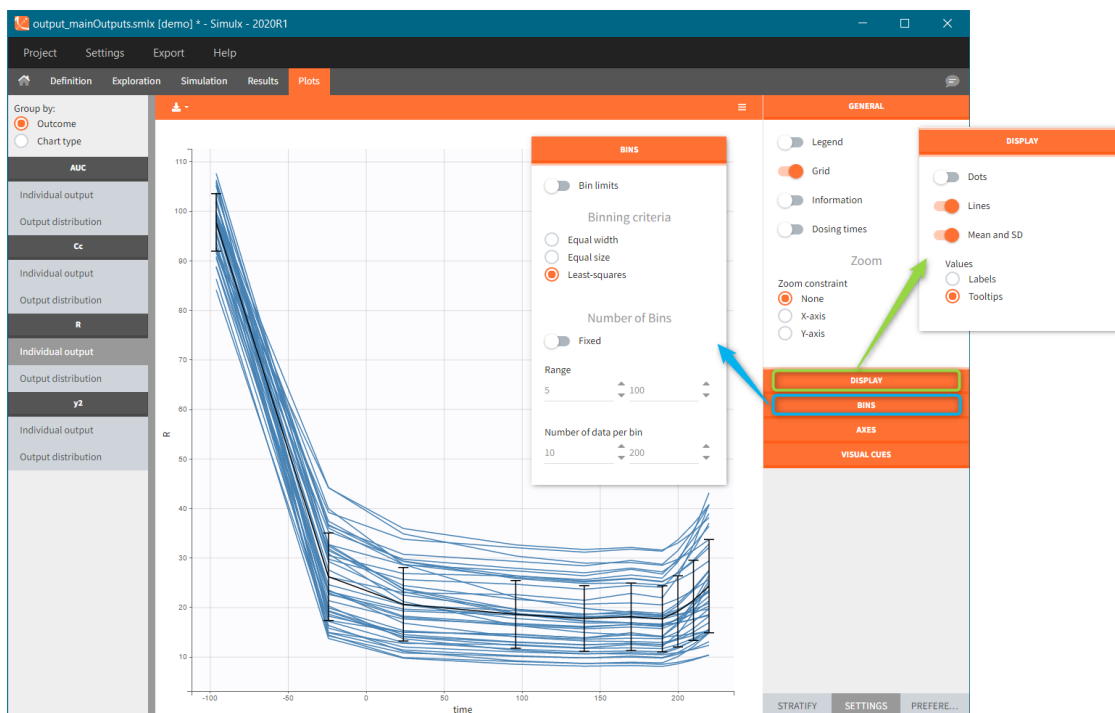 output_mainOutputs.smlx [demo] * - Simulx - 2020R1
Project Settings Export Help
Definition Exploration Simulation Results Plots
Group by:
Outcome
Chart type
AUC
Individual output
Output distribution
Cc
Individual output
Output distribution
R
Individual output
Output distribution
y2
Individual output
Output distribution
110
100
90
80
70
60
50
40
30
20
10
R
-100 -50 0 50 100 150 200
time
BINS
Bin limits
Binning criteria
Equal width
Equal size
Least-squares
Number of Bins
Fixed
Range
5 100
Number of data per bin
10 200
GENERAL
Legend
Grid
Information
Dosing times
Zoom
Zoom constraint
None
X-axis
Y-axis
DISPLAY
BINS
AXES
VISUAL CUES
STRATIFY SETTINGS PREFERE...
DISPLAY
Dots
Lines
Mean and SD
Values
Labels
Tooltips